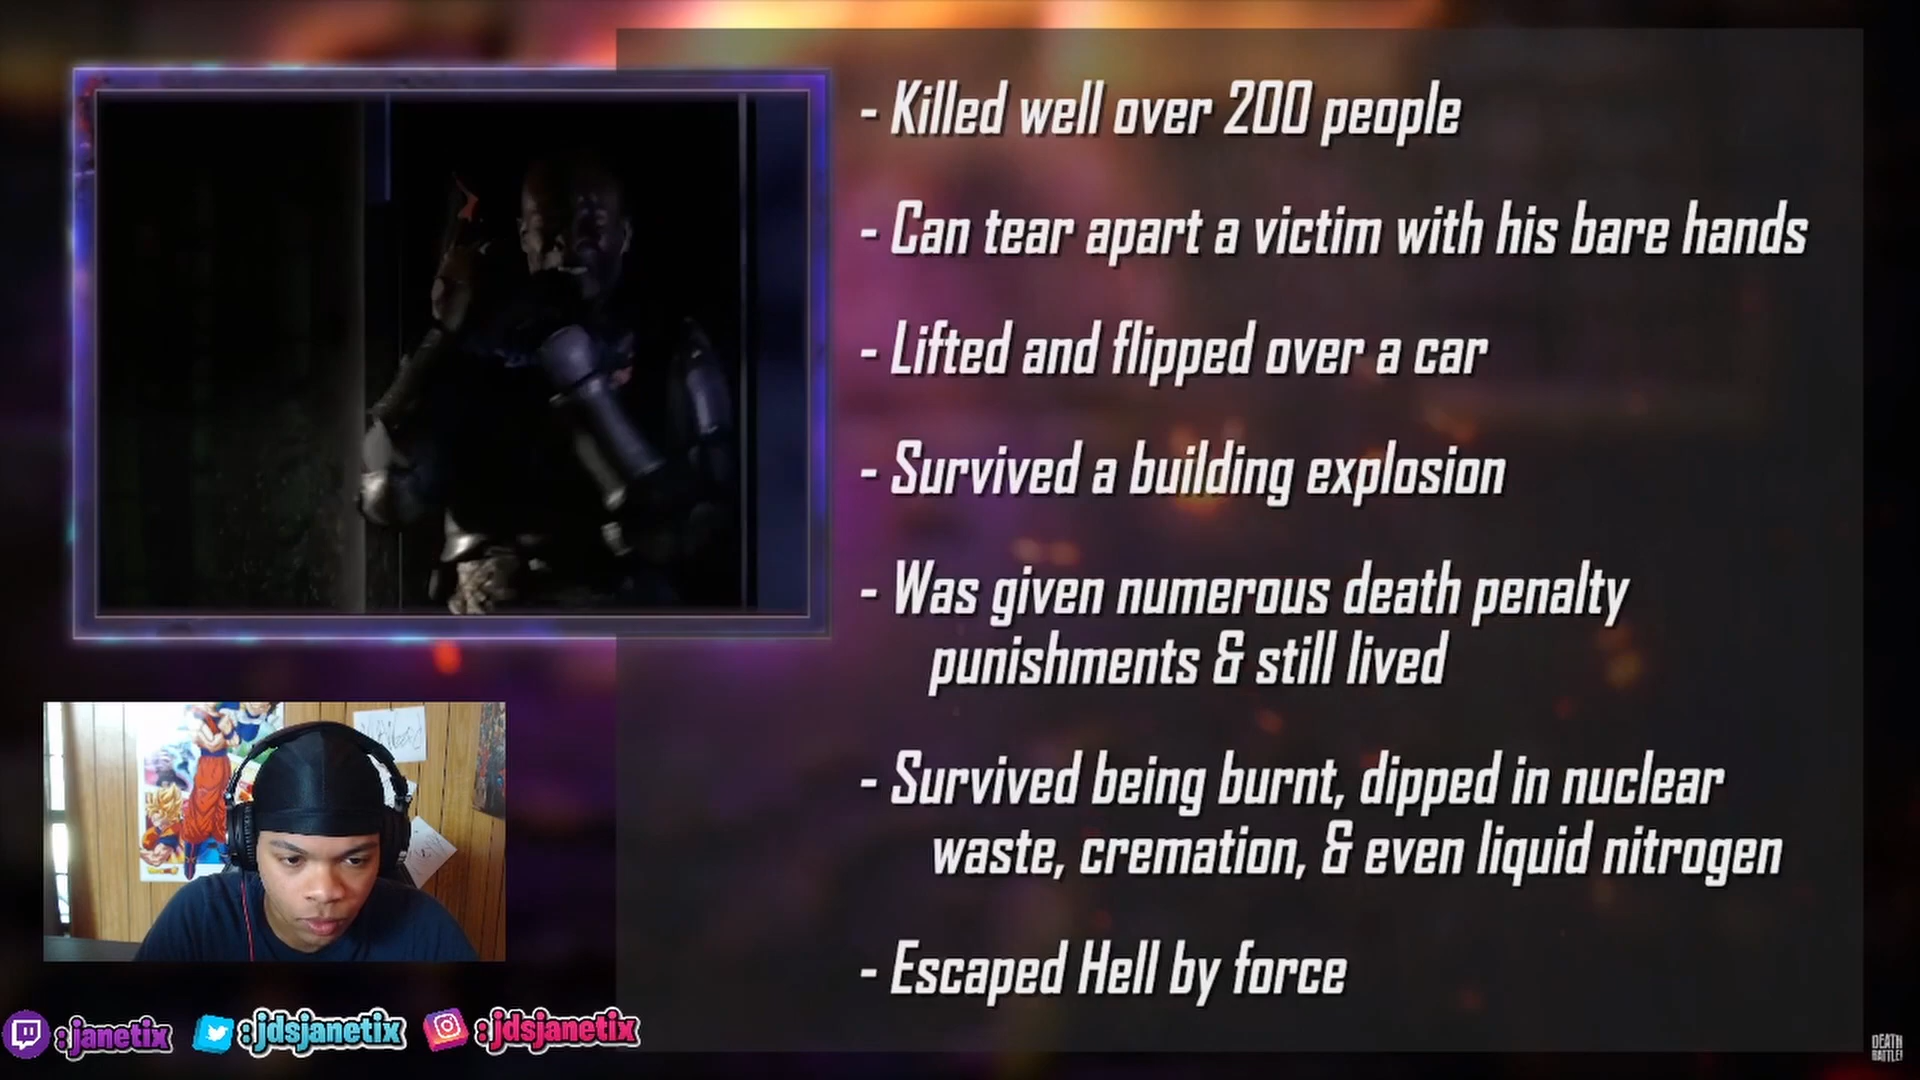 - Killed well over 200 people
- Can tear apart a victim with his bare hands
- Lifted and flipped over a car
- Survived a building explosion
- Was given numerous death penalty
punishments & still lived
- Survived being burnt, dipped in nuclear
waste, cremation, & even liquid nitrogen
- Escaped Hell by force
:janetix
:jdsjanetix
:jdsjanetix
DEATH
BATTLE!